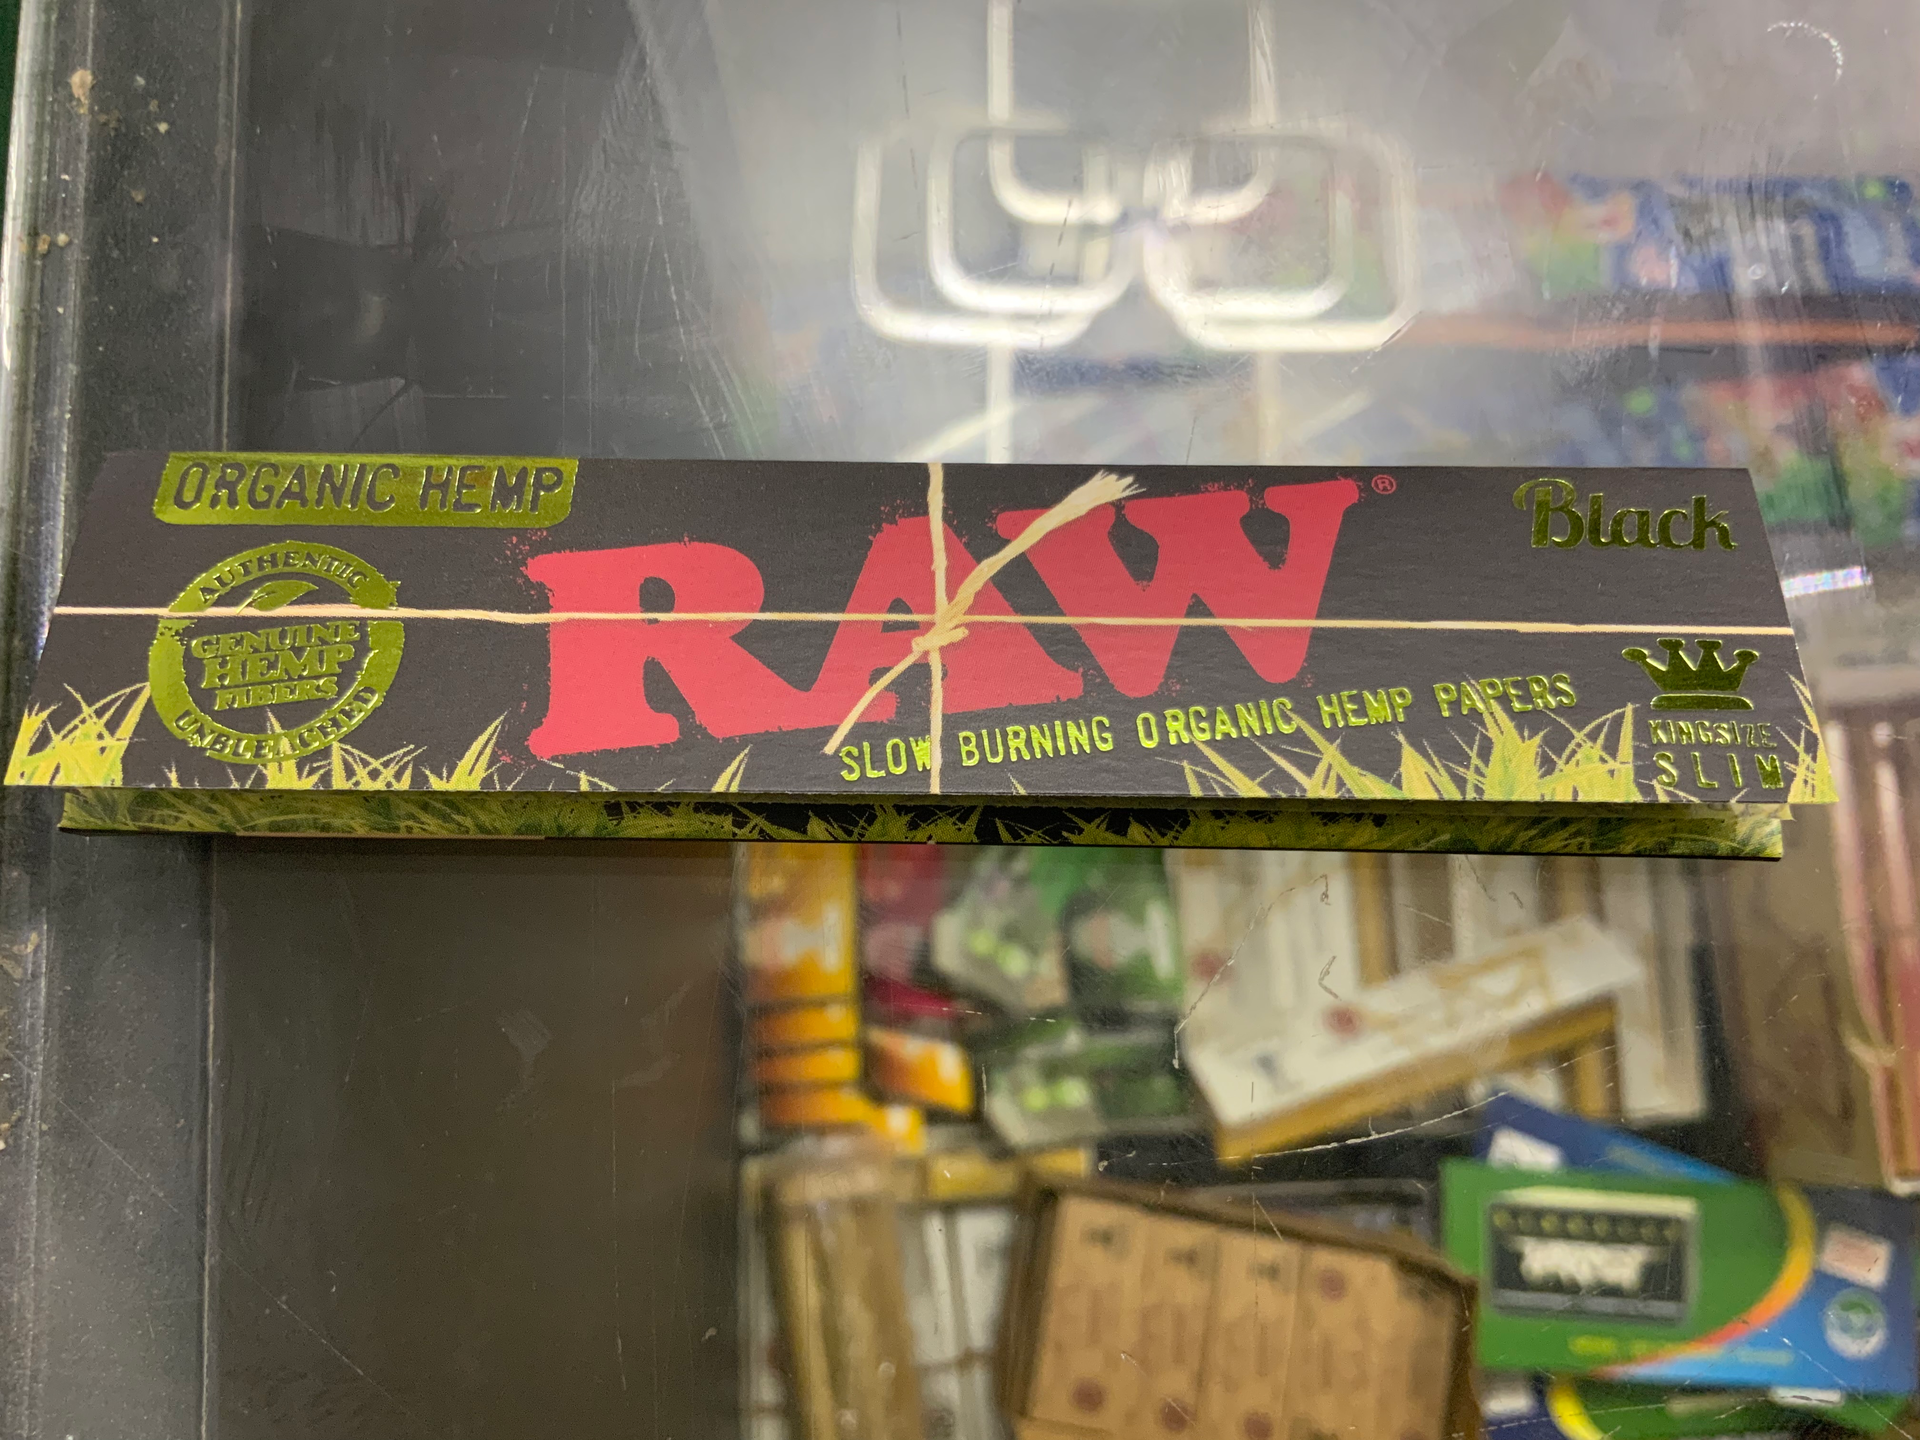 ORGANIC HEMP
RAW®
Black
AUTHENTIC
GENUINE
HEMP
FIBERS
UNBLEACHED
SLOW BURNING ORGANIC HEMP PAPERS
KINGSIZE
SLIM